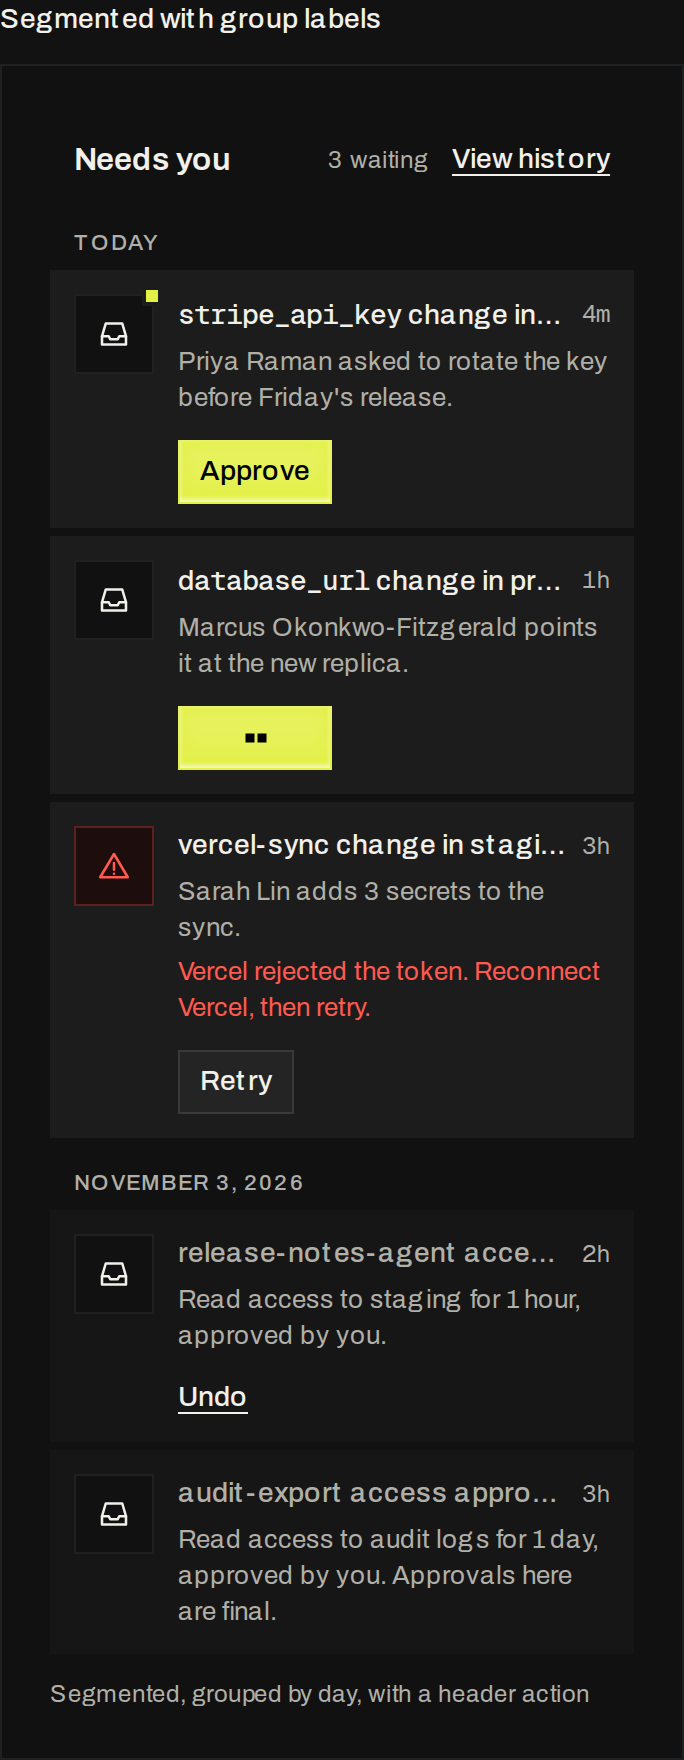 Segmented with group labels
Needs you
3 waiting
View history
TODAY
stripe_api_key change in...
4m
Priya Raman asked to rotate the key
before Friday's release.
Approve
database_url change in pr...
1h
Marcus Okonkwo-Fitzgerald points
it at the new replica.
vercel-sync change in stagi...
3h
Sarah Lin adds 3 secrets to the
sync.
Vercel rejected the token. Reconnect
Vercel, then retry.
Retry
NOVEMBER 3, 2026
release-notes-agent acce...
2h
Read access to staging for 1 hour,
approved by you.
Undo
audit-export access appro...
3h
Read access to audit logs for 1 day,
approved by you. Approvals here
are final.
Segmented, grouped by day, with a header action